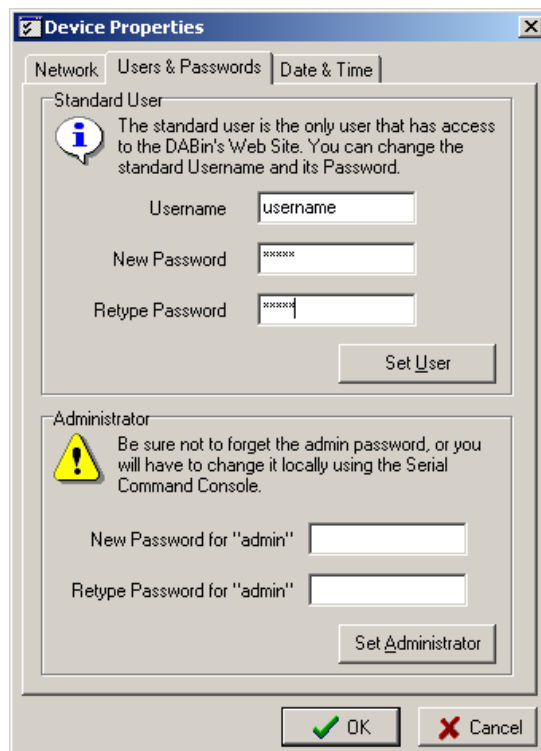 Device Properties
Network Users & Passwords Date & Time
Standard User
The standard user is the only user that has access
to the DABin's Web Site. You can change the
standard Username and its Password.
Username username
New Password xxxxx
Retype Password xxxxx
Set User
Administrator
Be sure not to forget the admin password, or you
will have to change it locally using the Serial
Command Console.
New Password for "admin"
Retype Password for "admin"
Set Administrator
OK Cancel